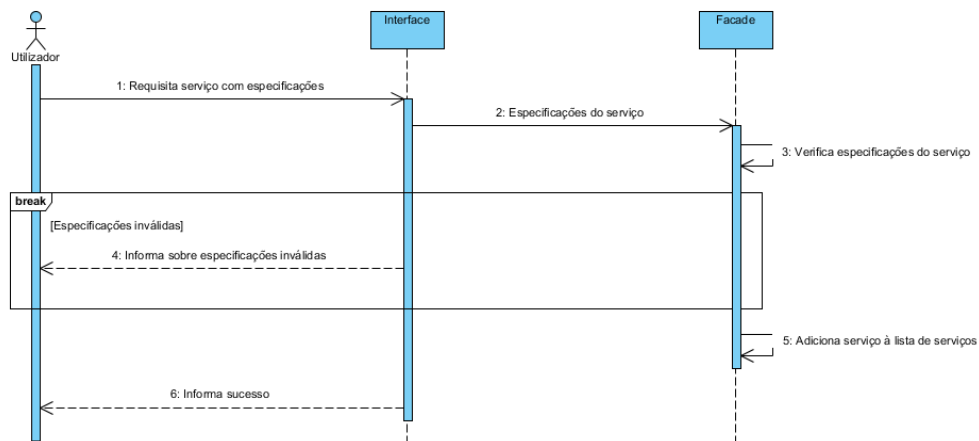 Utilizador
Interface
Facade
1: Requisita serviço com especificações
2: Especificações do serviço
3: Verifica especificações do serviço
break
[Especificações inválidas]
4: Informa sobre especificações inválidas
5: Adiciona serviço à lista de serviços
6: Informa sucesso